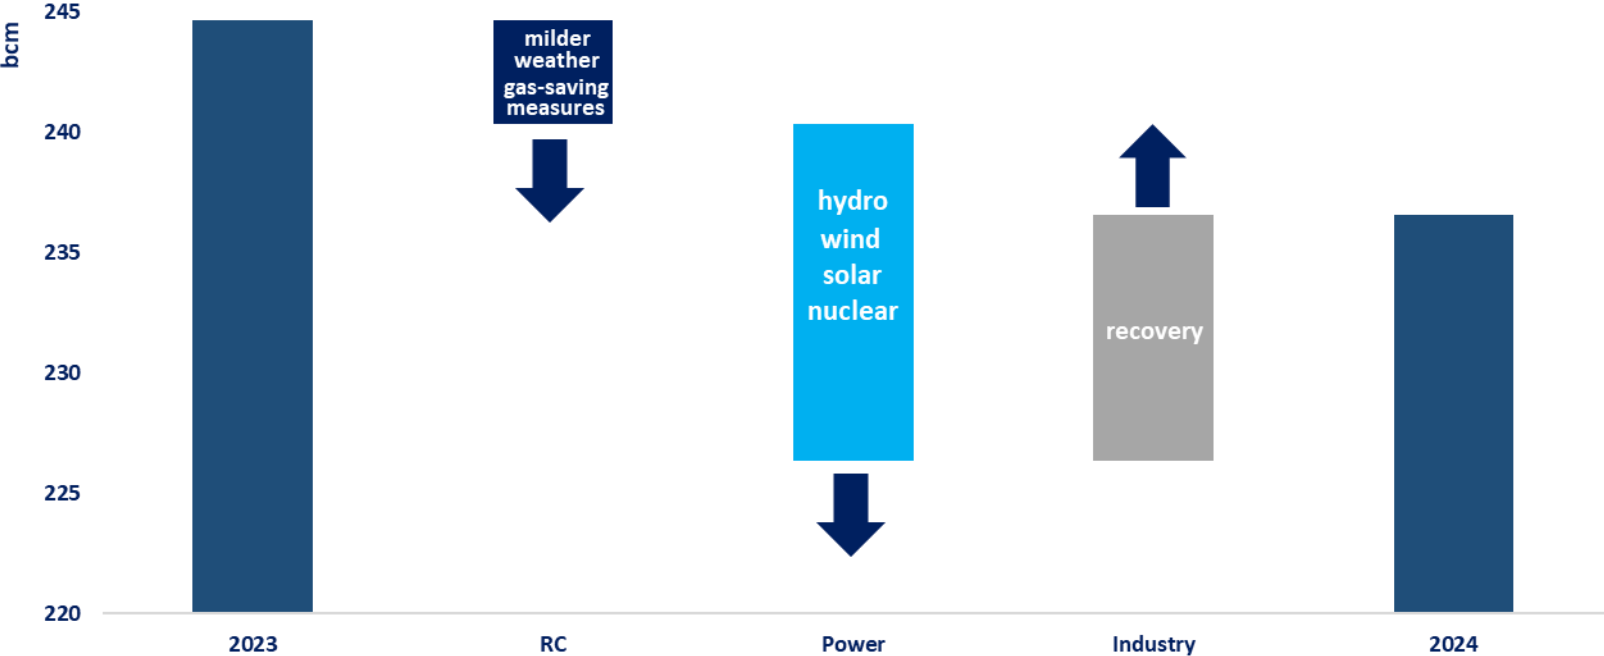 bcm
245
240
235
230
225
220
milder
weather
gas-saving
measures
hydro
wind
solar
nuclear
recovery
2023
RC
Power
Industry
2024